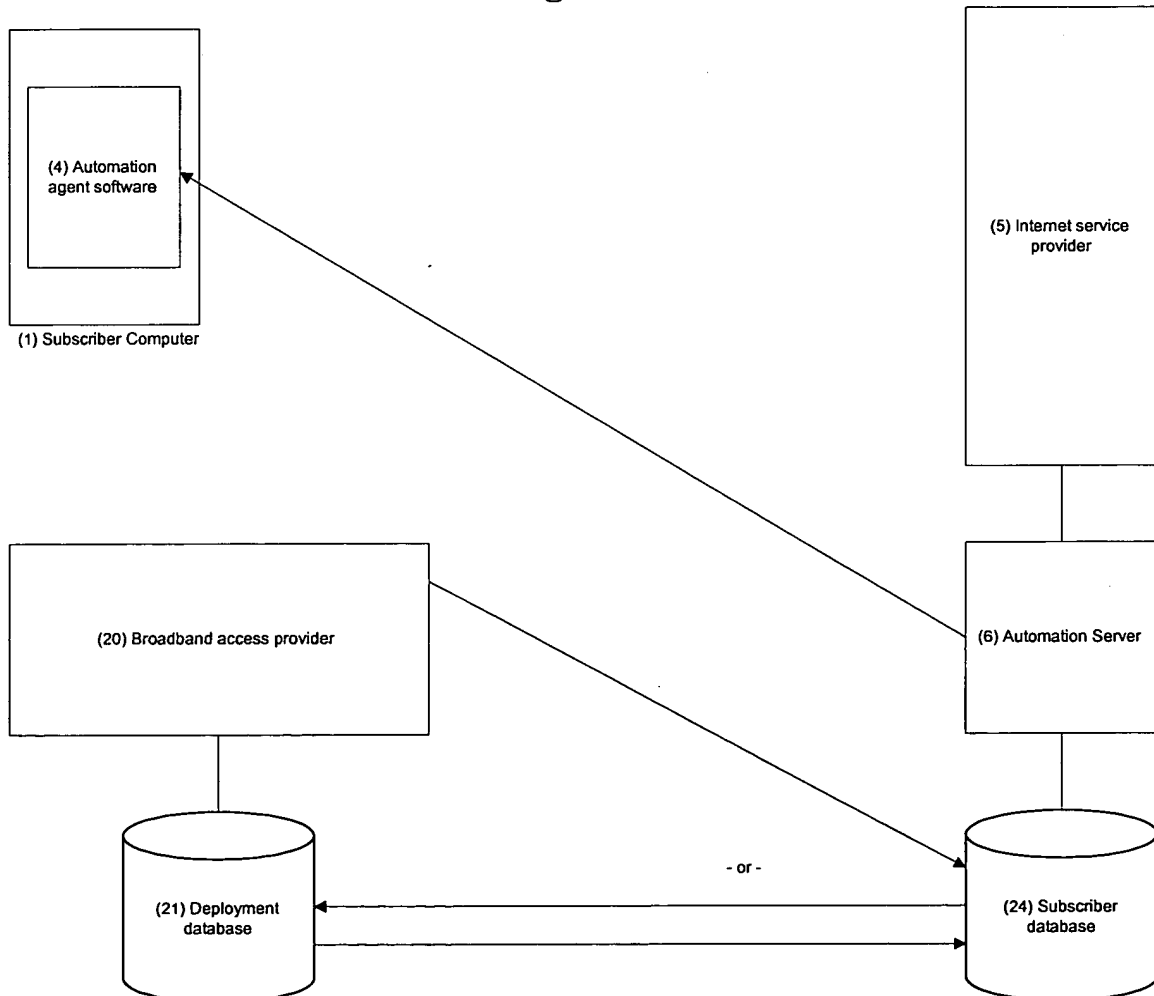 (4) Automation
agent software
(5) Internet service
provider
(1) Subscriber Computer
(20) Broadband access provider
(6) Automation Server
- or -
(21) Deployment
database
(24) Subscriber
database